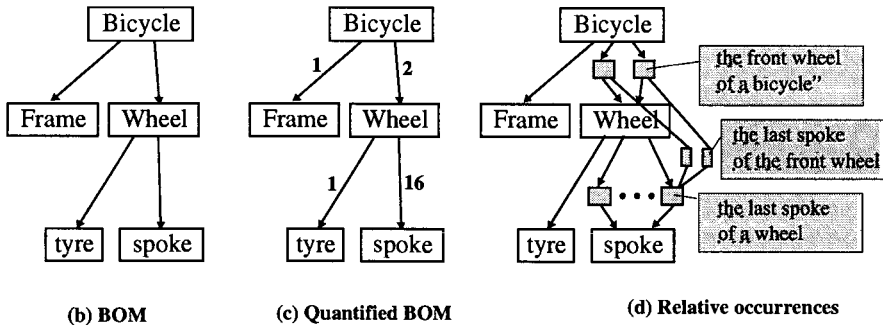 Bicycle
Frame
Wheel
tyre
spoke
(b) BOM
Bicycle
1
2
Frame
Wheel
1
16
tyre
spoke
(c) Quantified BOM
Bicycle
the front wheel
of a bicycle"
Frame
Wheel
the last spoke
of the front wheel
the last spoke
of a wheel
tyre
spoke
(d) Relative occurrences